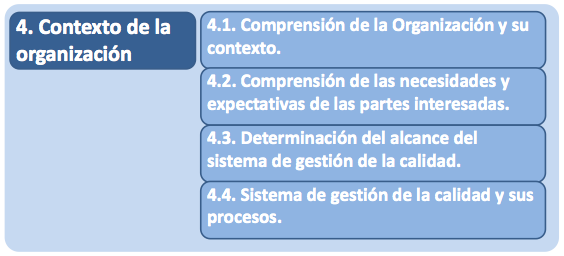 4. Contexto de la
organización
4.1. Comprensión de la Organización y su
contexto.
4.2. Comprensión de las necesidades y
expectativas de las partes interesadas.
4.3. Determinación del alcance del
sistema de gestión de la calidad.
4.4. Sistema de gestión de la calidad y sus
procesos.